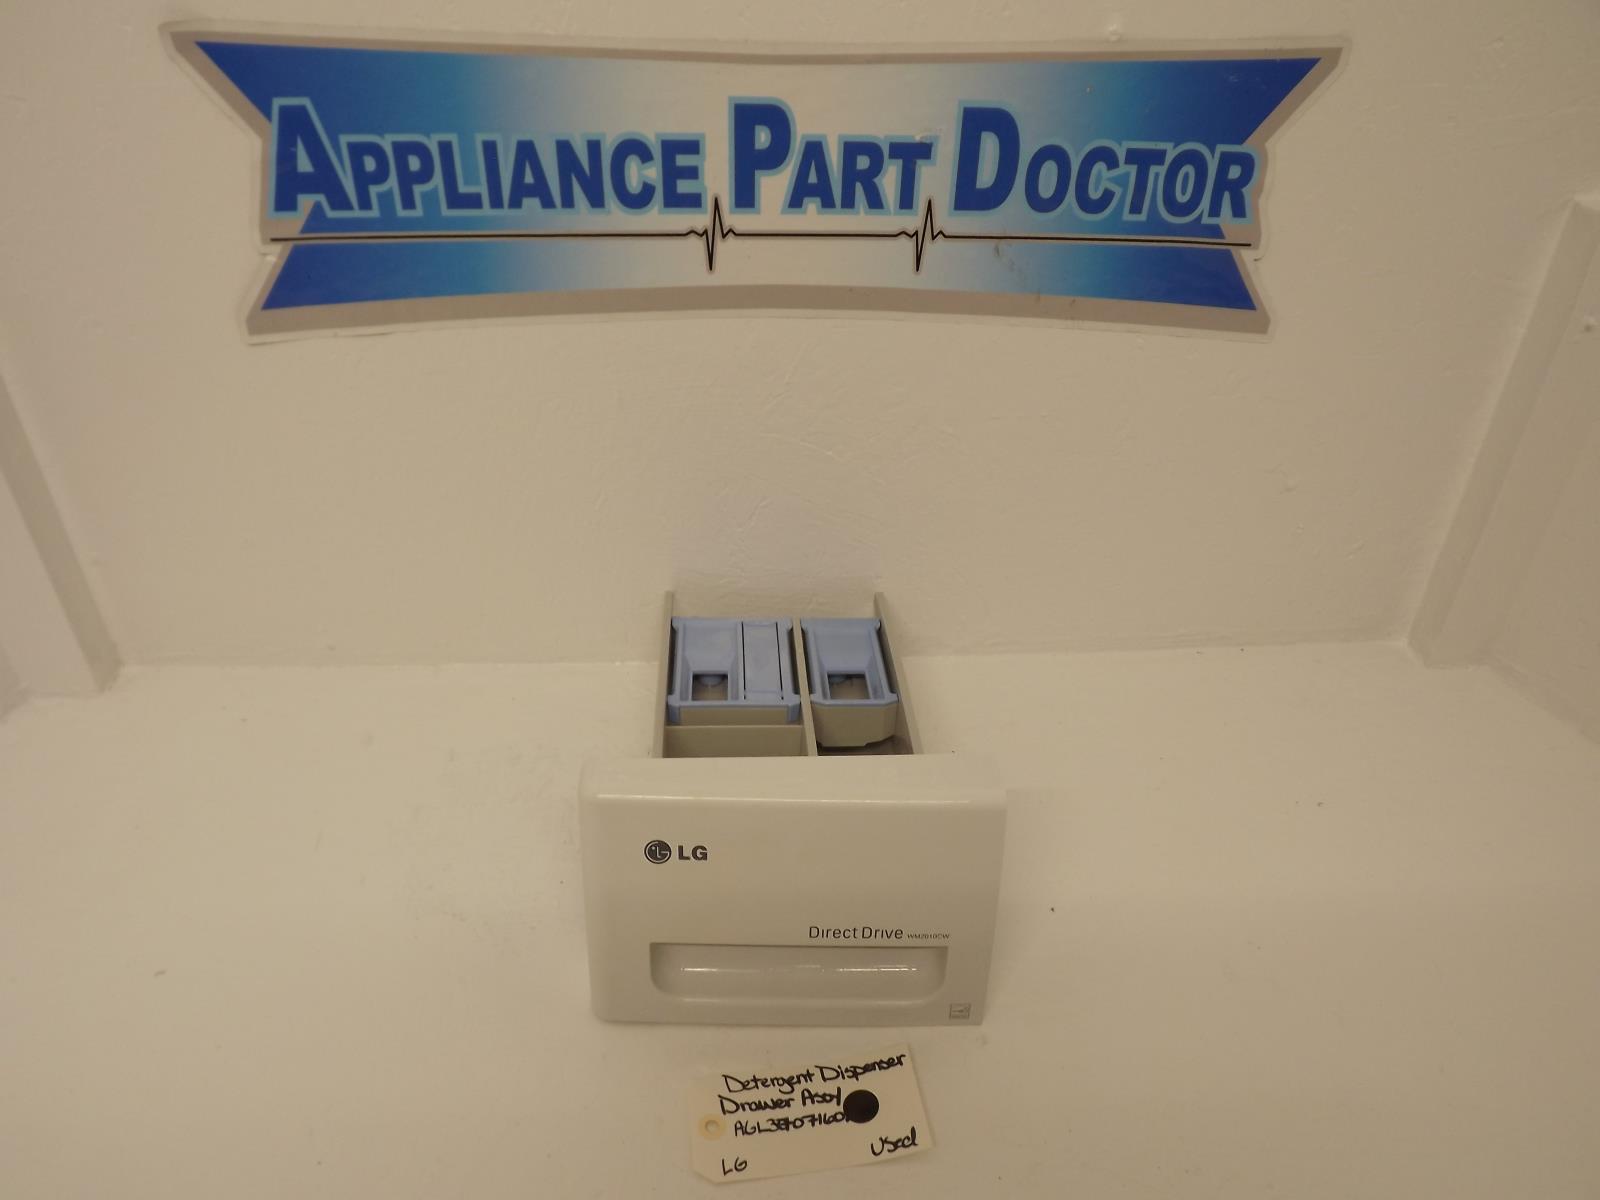 APPLIANCE PART DOCTOR
LG
Direct Drive WM2010CW
Detergent Dispenser
Drawer Assy
LG
Used